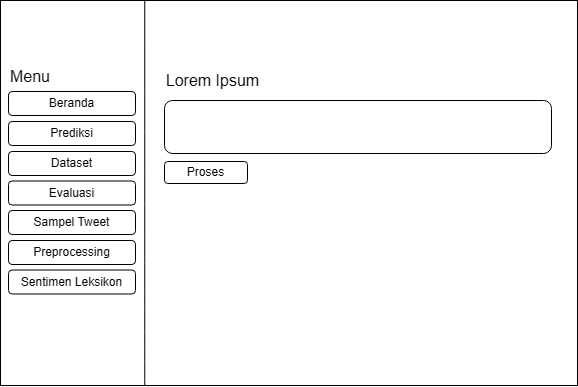 Menu
Beranda
Prediksi
Dataset
Evaluasi
Sampel Tweet
Preprocessing
Sentimen Leksikon
Lorem Ipsum
Proses